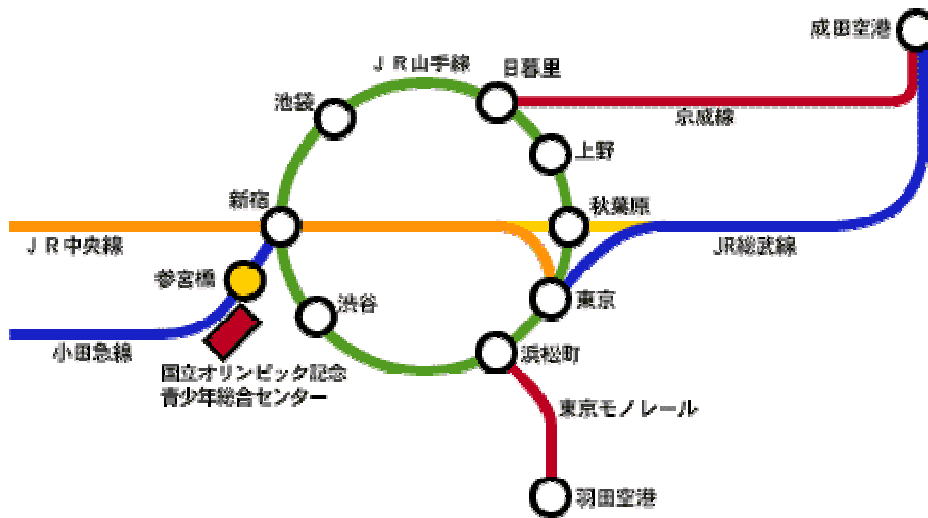 成田空港
ＪＲ山手線
日暮里
池袋
京成線
上野
新宿
秋葉原
ＪＲ中央線
JR総武線
参宮橋
渋谷
東京
小田急線
浜松町
国立オリンピック記念
青少年総合センター
東京モノレール
羽田空港